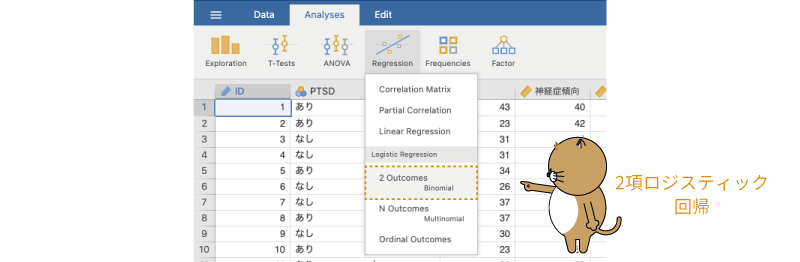 Data Analyses Edit
Exploration T-Tests ANOVA Regression Frequencies Factor
ID PTSD 神経症傾向
Correlation Matrix
Partial Correlation
Linear Regression
Logistic Regression
2 Outcomes
Binomial
N Outcomes
Multinomial
Ordinal Outcomes
1 1 あり 43 40
2 2 あり 23 42
3 3 なし 31
4 4 なし 31
5 5 あり 34
6 6 なし 26
7 7 なし 37
8 8 あり 37
9 9 なし 30
10 10 あり 23
2項ロジスティック
回帰